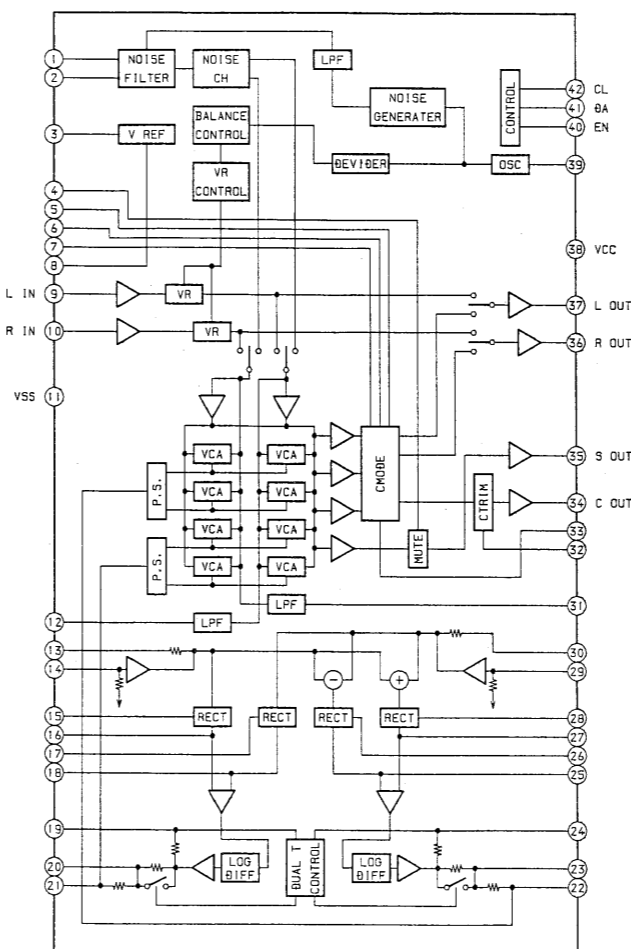 1
2
3
4
5
6
7
8
L IN 9
R IN 10
VSS 11
12
13
14
15
16
17
18
19
20
21
NOISE
FILTER
NOISE
CH
LPF
BALANCE
CONTROL
NOISE
GENERATER
V REF
VR
CONTROL
DEVIDER
OSC
CONTROL
VR
VR
VCA
VCA
VCA
VCA
VCA
VCA
VCA
VCA
P.S.
P.S.
CMODE
MUTE
CTRIM
LPF
LPF
−
+
RECT
RECT
RECT
RECT
LOG
DIFF
DUAL T
CONTROL
LOG
DIFF
42 CL
41 DA
40 EN
39
38 VCC
37 L OUT
36 R OUT
35 S OUT
34 C OUT
33
32
31
30
29
28
27
26
25
24
23
22